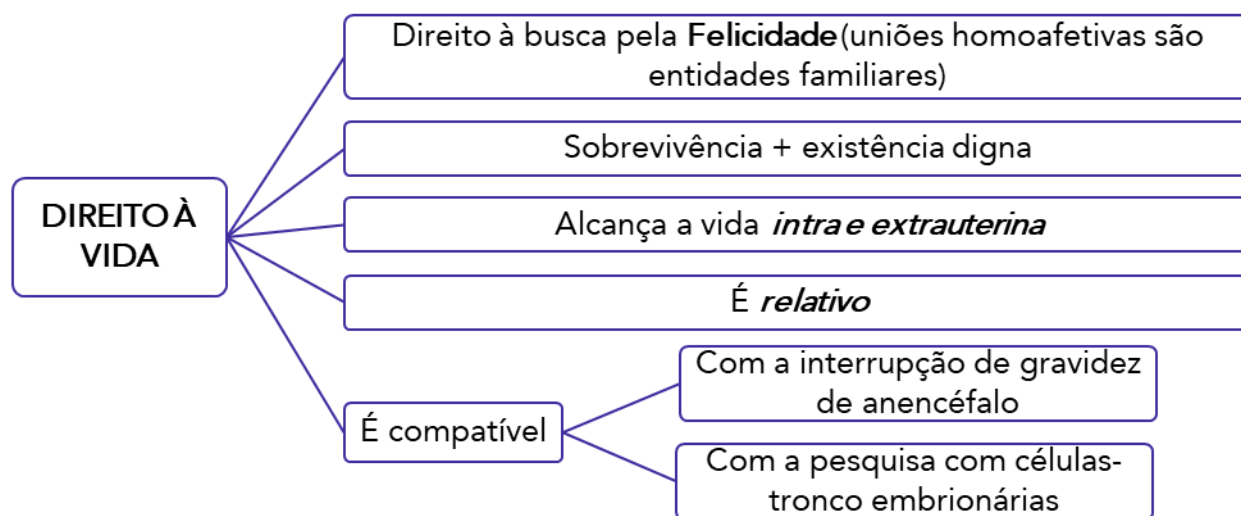 Direito à busca pela Felicidade (uniões homoafetivas são
entidades familiares)
Sobrevivência + existência digna
DIREITO À
VIDA
Alcança a vida intra e extrauterina
É relativo
É compatível
Com a interrupção de gravidez
de anencéfalo
Com a pesquisa com células-
tronco embrionárias